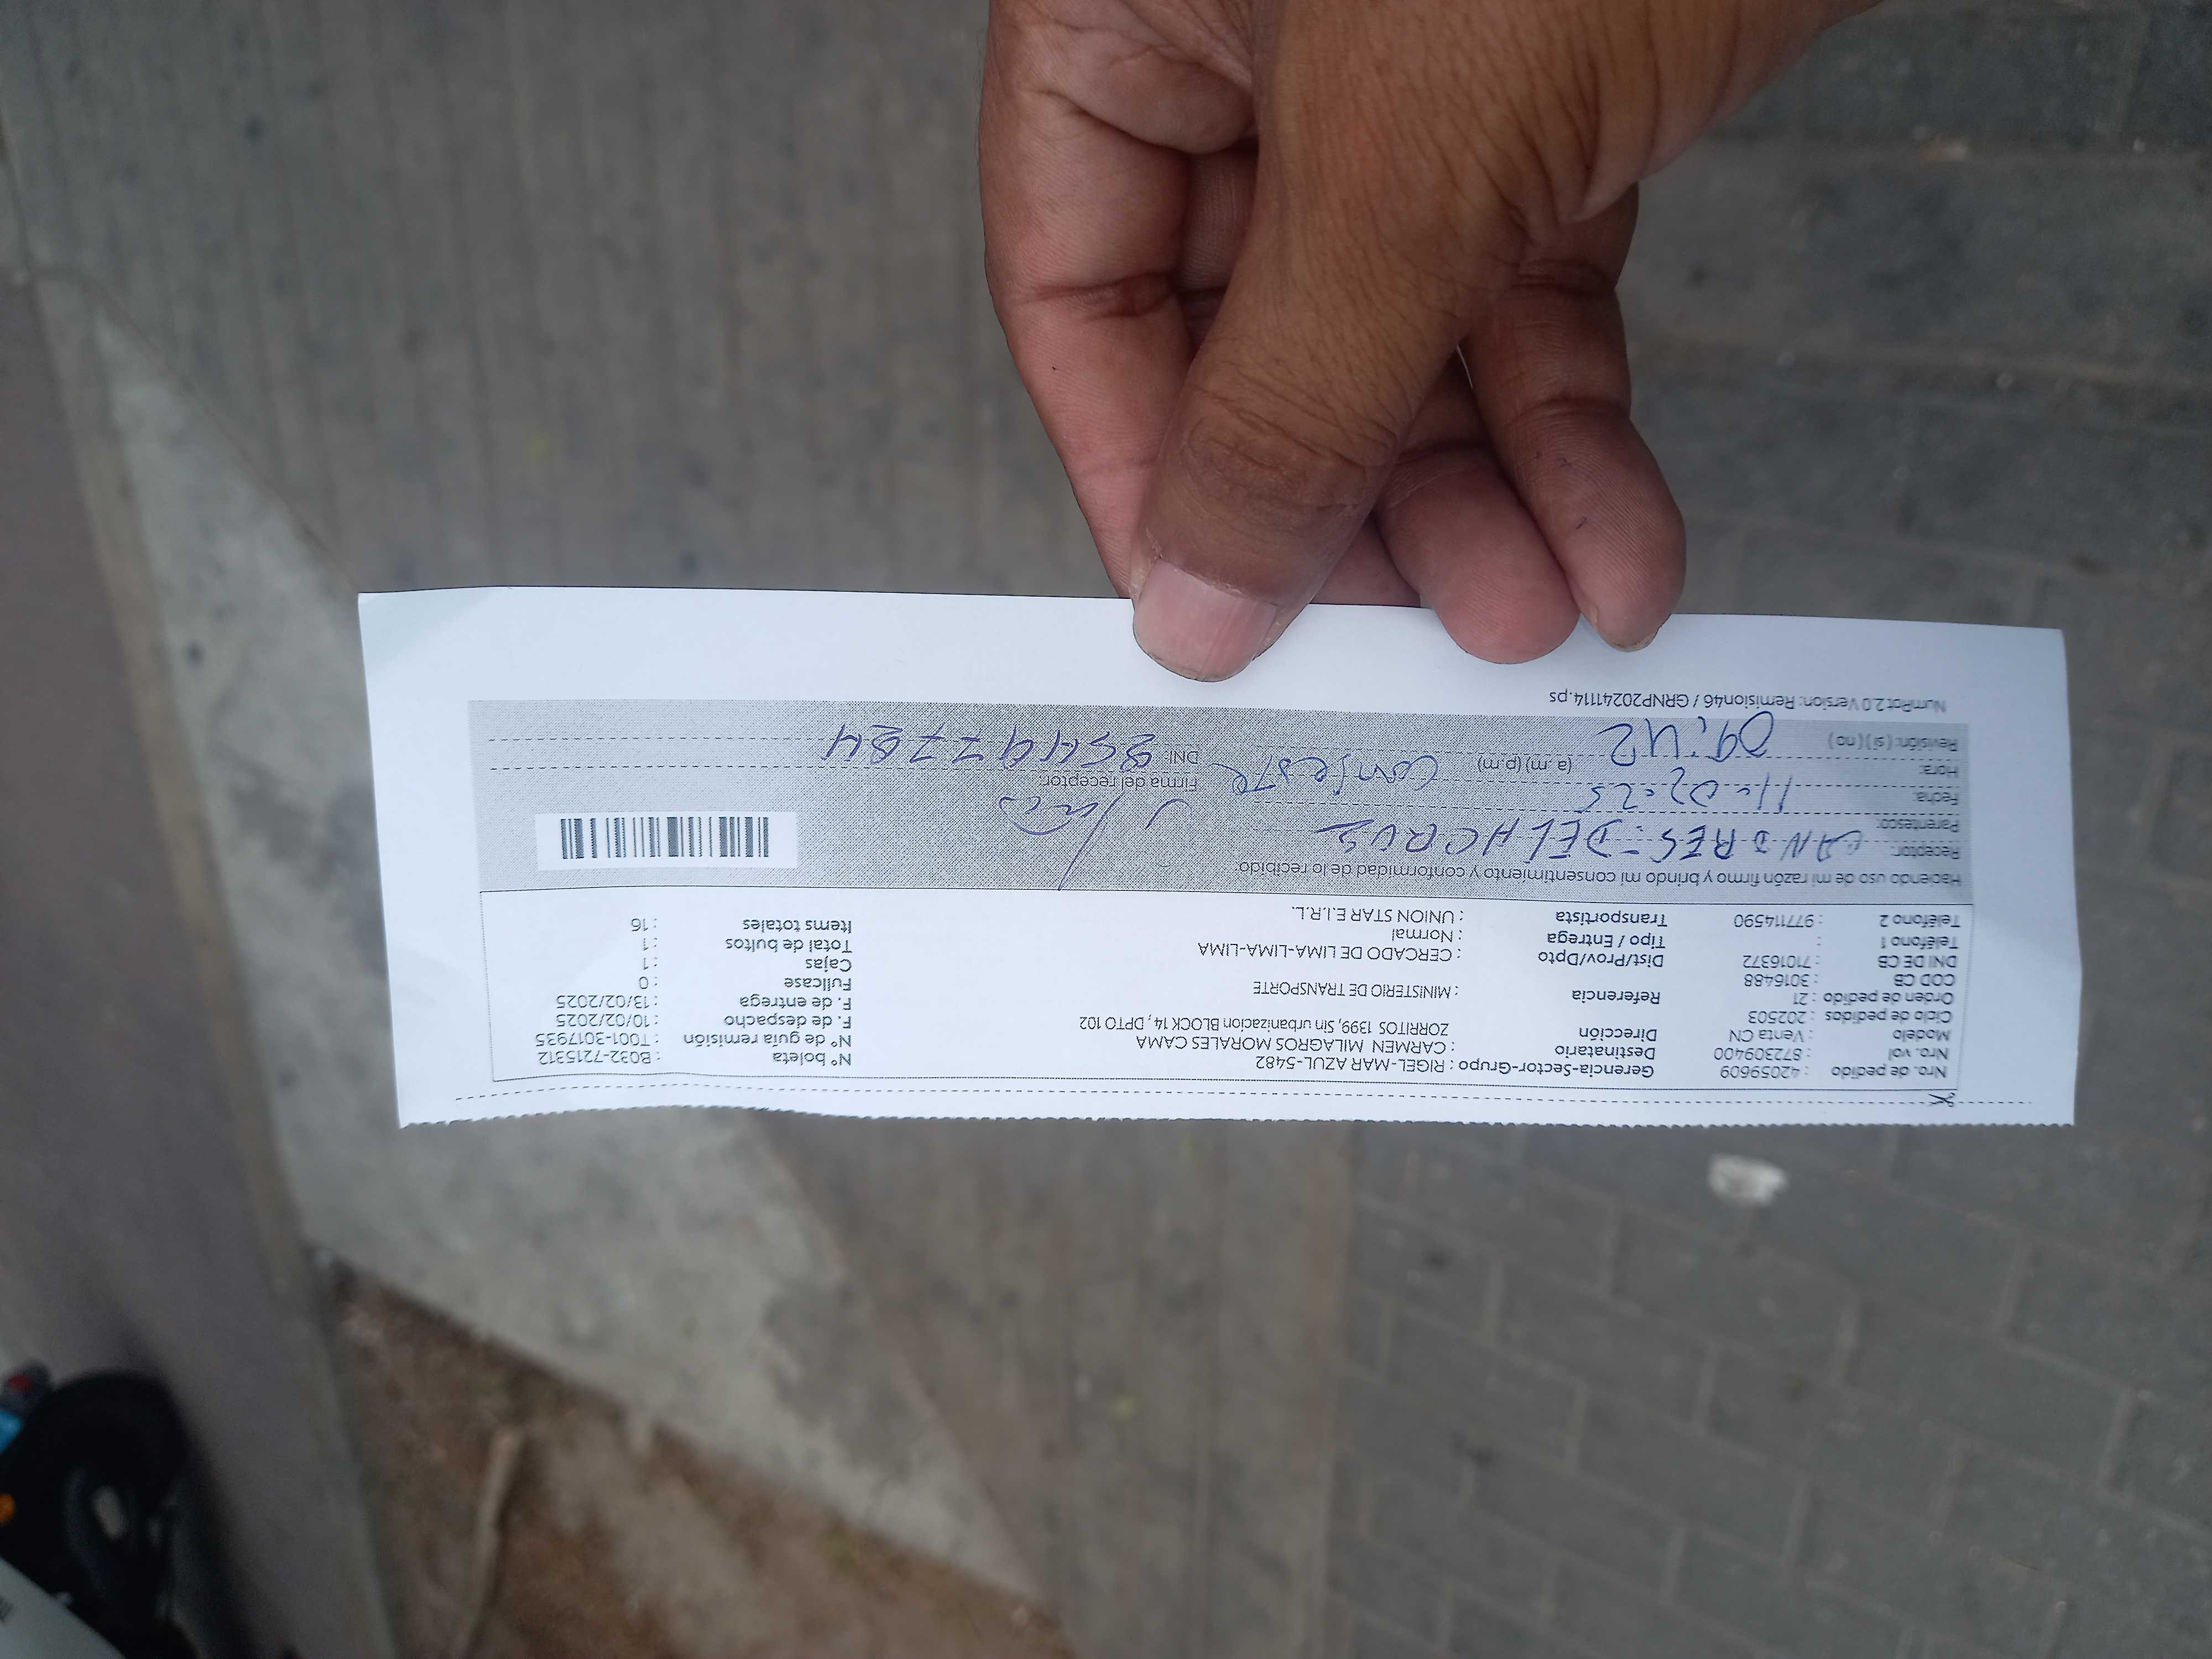 Nro. de pedido : 42059609 Gerencia-Sector-Grupo : RIGEL-MAR AZUL-5482 N° boleta : B032-7215312
Nro. vol : 872309400 Destinatario : CARMEN MILAGROS MORALES CAMA N° de guía remisión : T001-3017935
Modelo : Venta CN Dirección ZORRITOS 1399, Sin urbanizacion BLOCK 14, DPTO 102 F. de despacho : 10/02/2025
Ciclo de pedidos : 202503 F. de entrega : 13/02/2025
Orden de pedido : 21 Referencia : MINISTERIO DE TRANSPORTE Fullcase : 0
COD CB : 3016488 Cajas : 1
DNI DE CB : 71016372 Dist/Prov/Dpto : CERCADO DE LIMA-LIMA-LIMA Total de bultos : 1
Teléfono 1 : Tipo / Entrega : Normal Items totales : 16
Teléfono 2 : 977114590 Transportista : UNION STAR E.I.R.L.
Haciendo uso de mi razón firmo y brindo mi consentimiento y conformidad de lo recibido.
Receptor:
Parentesco:
Fecha: 11-02-25
Hora: 09:42 (a.m) (p.m) Firma del receptor:
Revisión: (si) (no) DNI:
NumRot 2.0 Version: Remision46 / GRNP20241114.ps